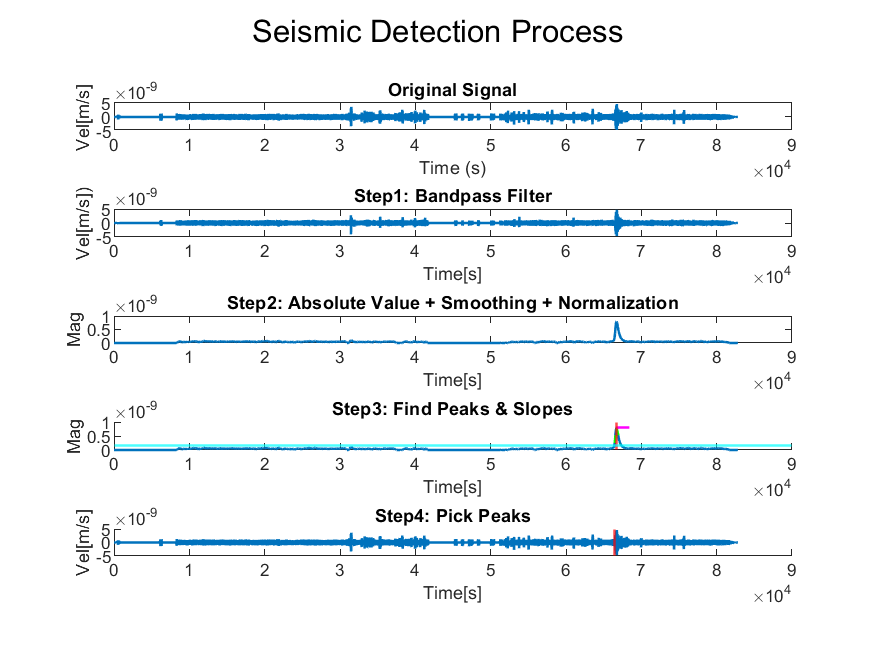 Seismic Detection Process
×10⁻⁹
Original Signal
Vel[m/s]
5
0
-5
0 1 2 3 4 5 6 7 8 9
Time (s)
×10⁴
×10⁻⁹
Step1: Bandpass Filter
Vel[m/s])
5
0
-5
0 1 2 3 4 5 6 7 8 9
Time[s]
×10⁴
×10⁻⁹
Step2: Absolute Value + Smoothing + Normalization
Mag
1
0.5
0
0 1 2 3 4 5 6 7 8 9
Time[s]
×10⁴
×10⁻⁹
Step3: Find Peaks & Slopes
Mag
1
0.5
0
0 1 2 3 4 5 6 7 8 9
Time[s]
×10⁴
×10⁻⁹
Step4: Pick Peaks
Vel[m/s]
5
0
-5
0 1 2 3 4 5 6 7 8 9
Time[s]
×10⁴